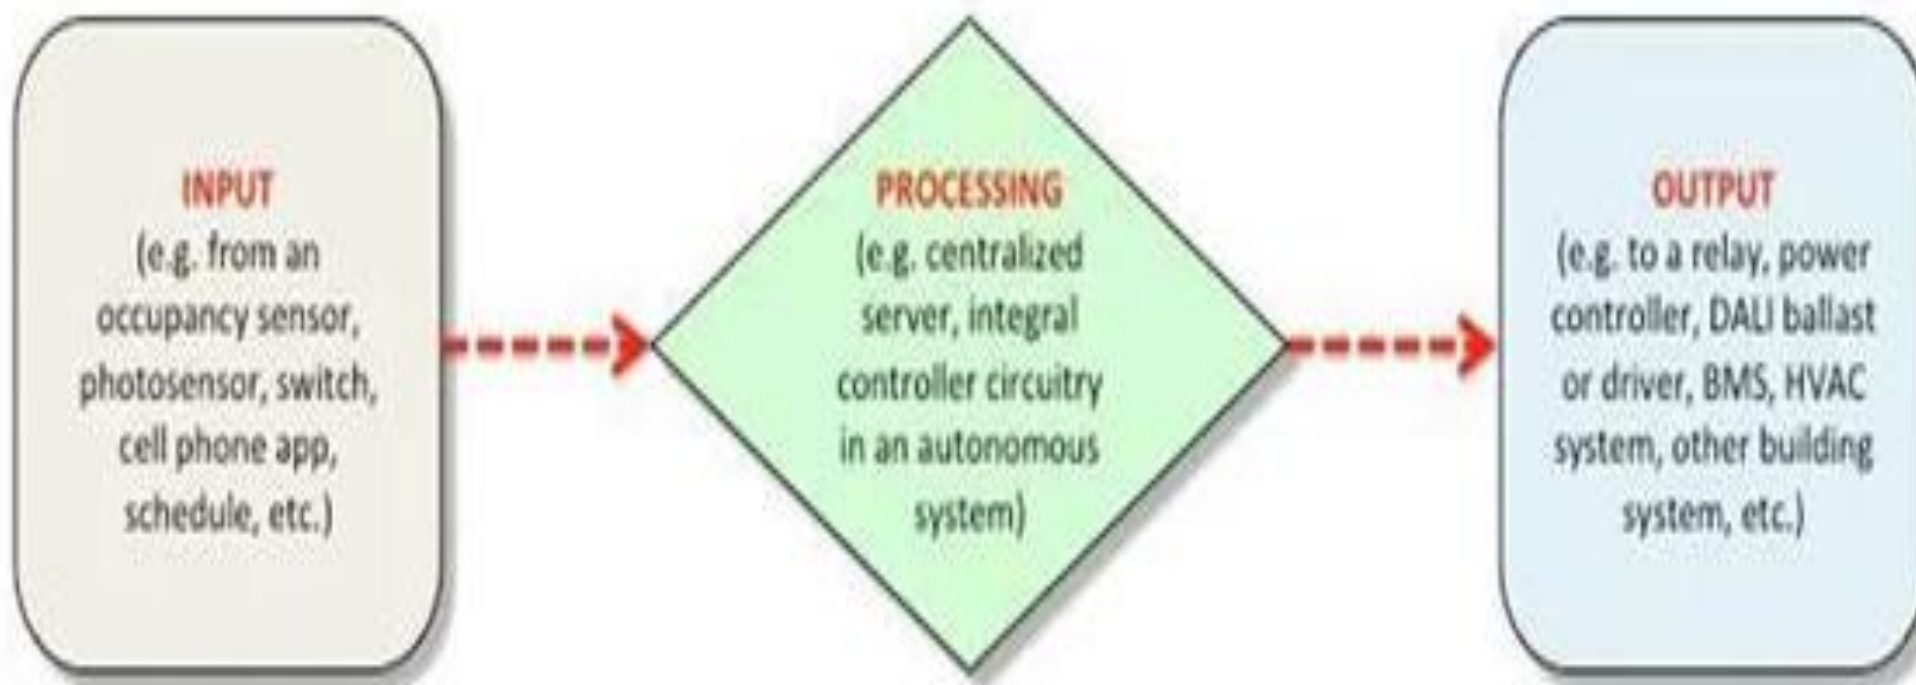 INPUT
(e.g. from an
occupancy sensor,
photosensor, switch,
cell phone app,
schedule, etc.)
PROCESSING
(e.g. centralized
server, integral
controller circuitry
in an autonomous
system)
OUTPUT
(e.g. to a relay, power
controller, DALI ballast
or driver, BMS, HVAC
system, other building
system, etc.)